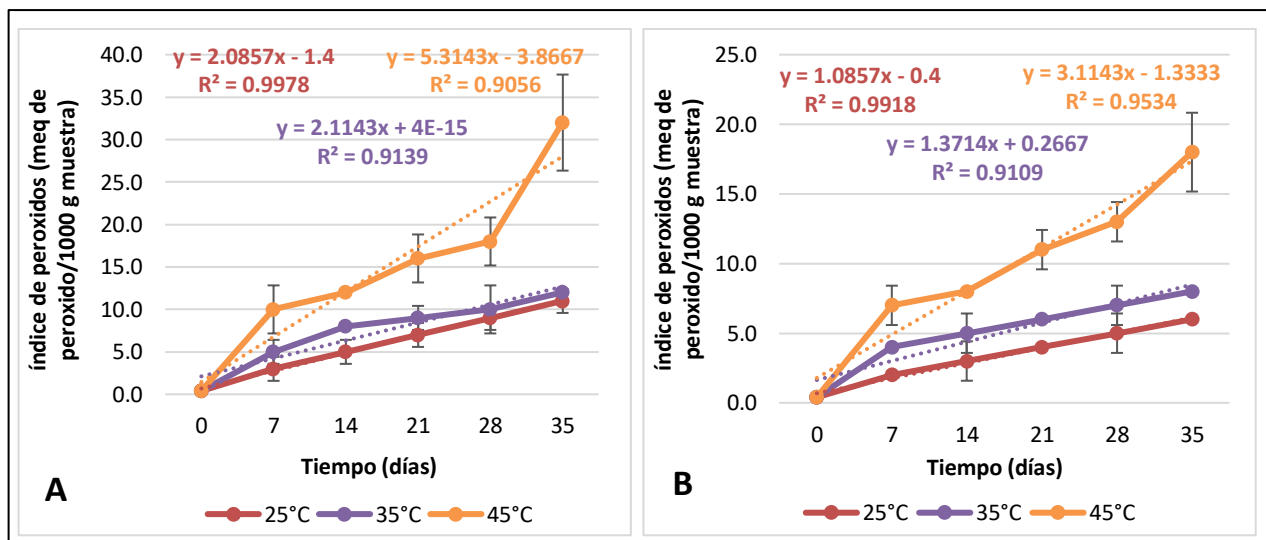 índice de peroxidos (meq de
peroxido/1000 g muestra)
40.0
35.0
30.0
25.0
20.0
15.0
10.0
5.0
0.0
y = 2.0857x - 1.4
R² = 0.9978
y = 5.3143x - 3.8667
R² = 0.9056
y = 2.1143x + 4E-15
R² = 0.9139
0 7 14 21 28 35
Tiempo (días)
A
25°C 35°C 45°C
índice de peroxidos (meq de
peroxido/1000 g muestra)
25.0
20.0
15.0
10.0
5.0
0.0
y = 1.0857x - 0.4
R² = 0.9918
y = 3.1143x - 1.3333
R² = 0.9534
y = 1.3714x + 0.2667
R² = 0.9109
0 7 14 21 28 35
Tiempo (días)
B
25°C 35°C 45°C